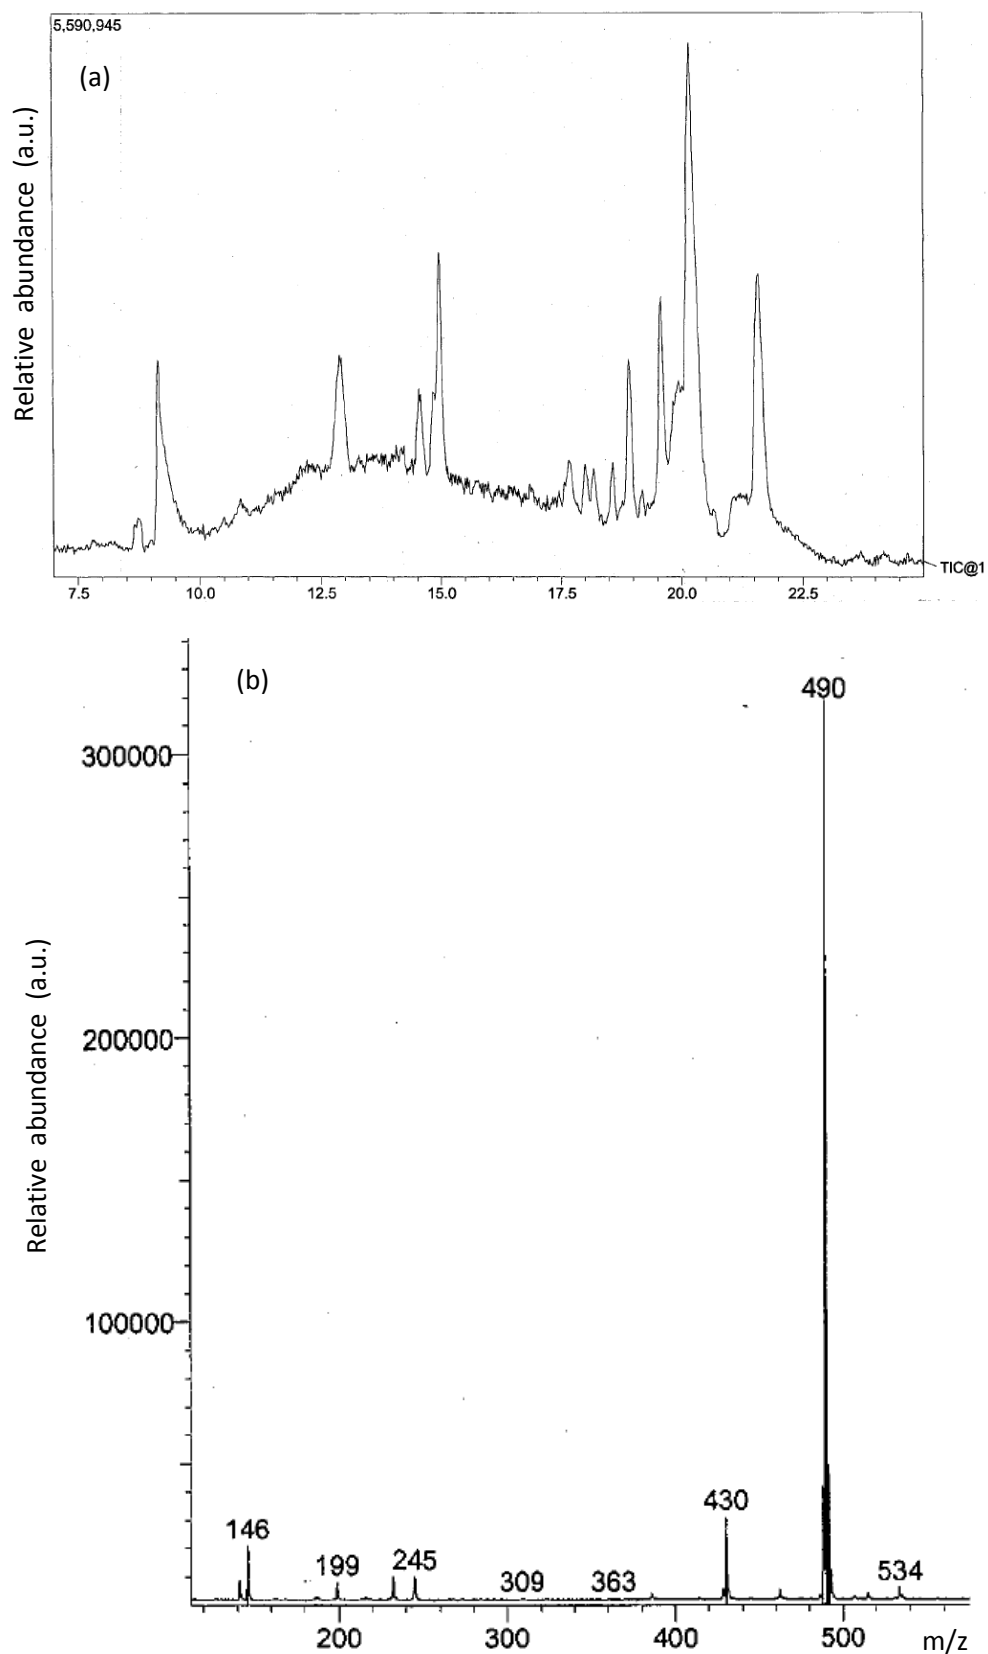 5,590,945
(a)
Relative abundance (a.u.)
TIC@1
7.5 10.0 12.5 15.0 17.5 20.0 22.5
(b)
490
300000
200000
Relative abundance (a.u.)
100000
430
146
199 245 309 363 534
200 300 400 500 m/z